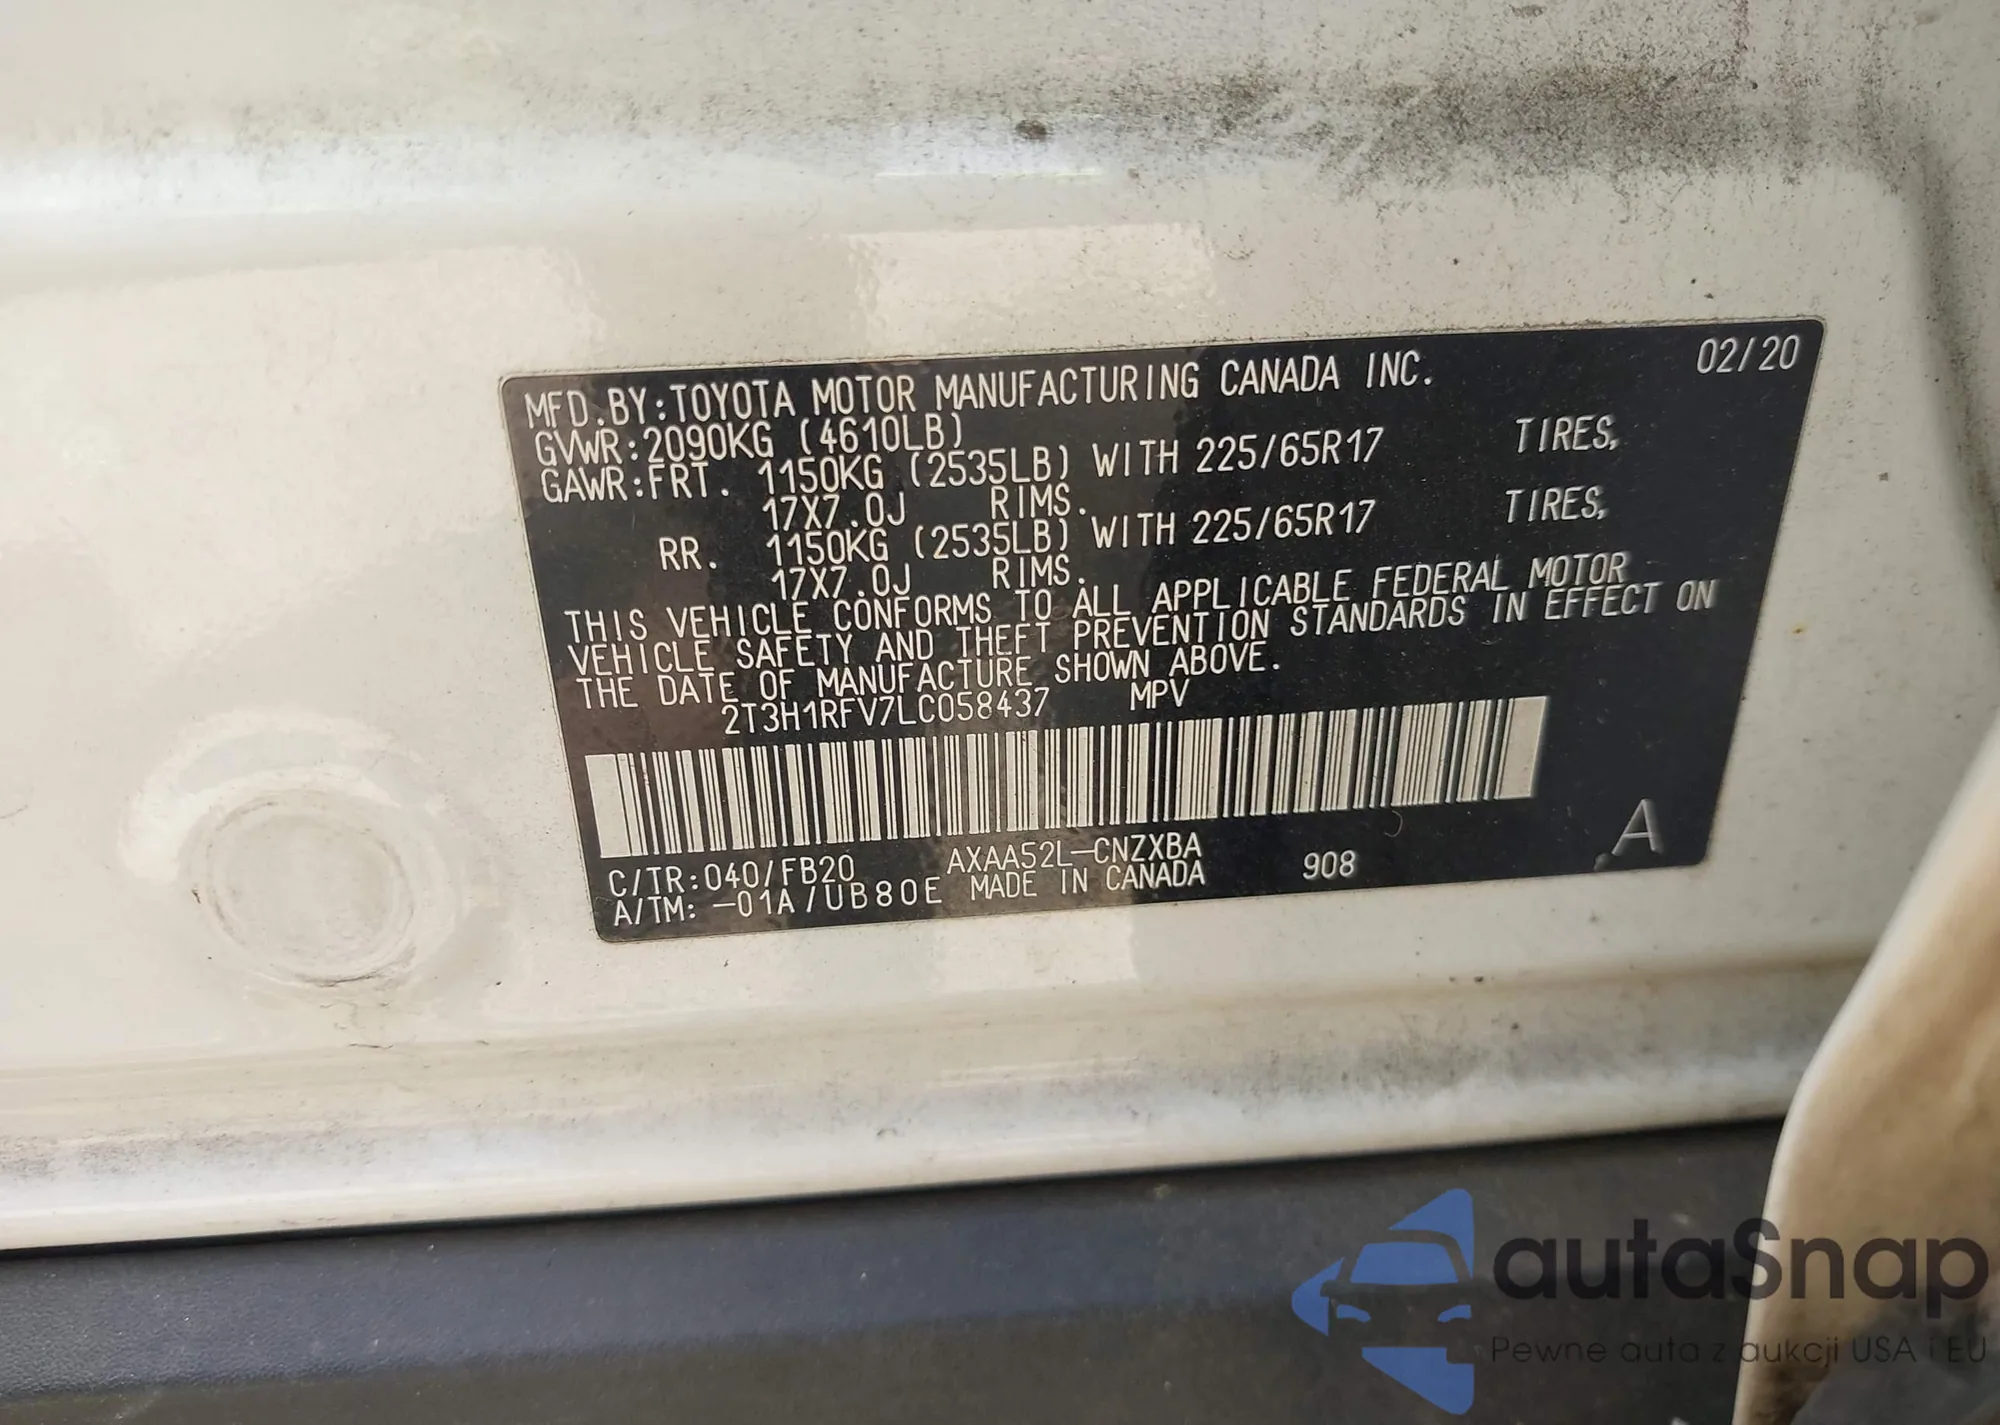 MFD.BY:TOYOTA MOTOR MANUFACTURING CANADA INC. 02/20
GVWR:2090KG (4610LB)
GAWR:FRT. 1150KG (2535LB) WITH 225/65R17 TIRES,
17X7.0J RIMS.
RR. 1150KG (2535LB) WITH 225/65R17 TIRES,
17X7.0J RIMS.
THIS VEHICLE CONFORMS TO ALL APPLICABLE FEDERAL MOTOR
VEHICLE SAFETY AND THEFT PREVENTION STANDARDS IN EFFECT ON
THE DATE OF MANUFACTURE SHOWN ABOVE.
2T3H1RFV7LC058437 MPV
C/TR:040/FB20 AXAA52L-CNZXBA 908 A
A/TM: -01A/UB80E MADE IN CANADA
autaSnap
Pewne auta z aukcji USA i EU